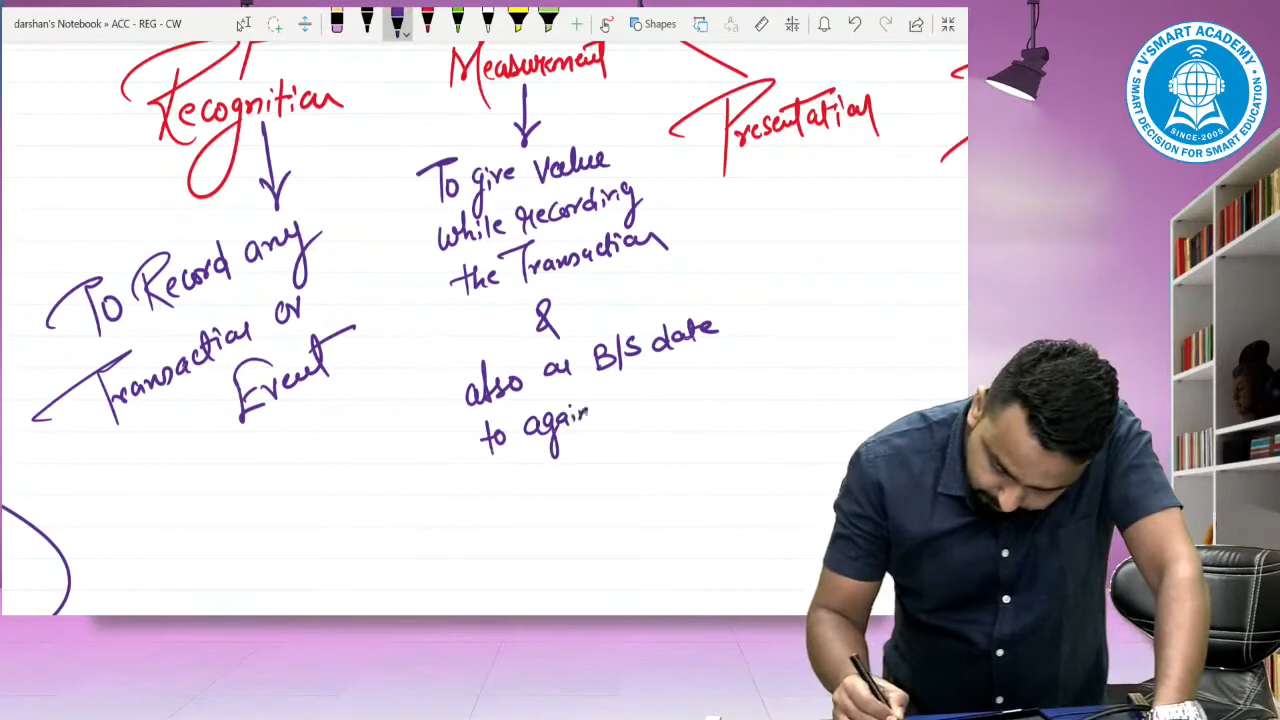 darshan's Notebook » ACC - REG - CW
Shapes
V'SMART ACADEMY
SINCE-2005
SMART DECISION FOR SMART EDUCATION
Recognition
Measurement
Presentation
To Record any
Transaction or
Event
To give value
while recording
the Transaction
&
also on B/S date
to again